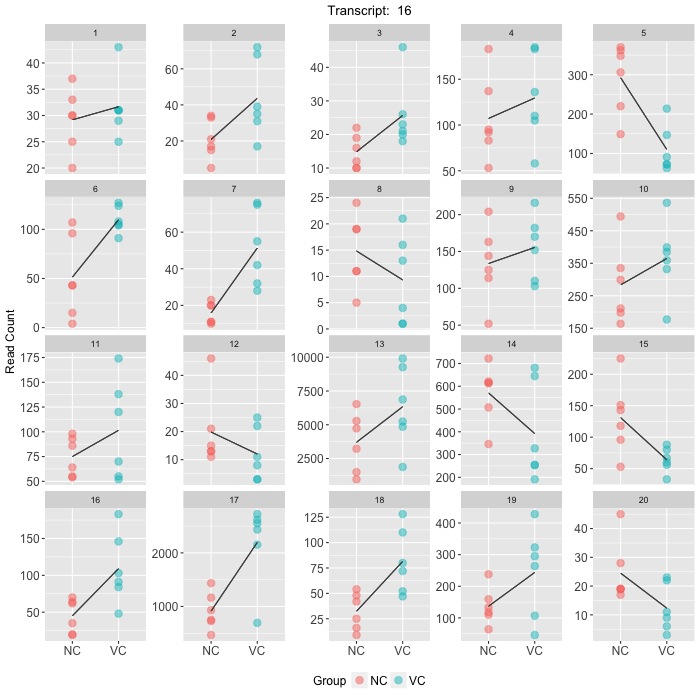 Transcript: 16
1 2 3 4 5
40 35 30 25 20
60 40 20
40 30 20 10
150 100 50
300 200 100
6 7 8 9 10
100 50 0
60 40 20
25 20 15 10 5 0
200 150 100 50
550 450 350 250 150
Read Count
11 12 13 14 15
175 150 125 100 75 50
40 30 20 10
10000 7500 5000 2500
700 600 500 400 300 200
200 150 100 50
16 17 18 19 20
150 100 50
2000 1000
125 100 75 50 25
400 300 200 100
40 30 20 10
NC VC NC VC NC VC NC VC NC VC
Group NC VC